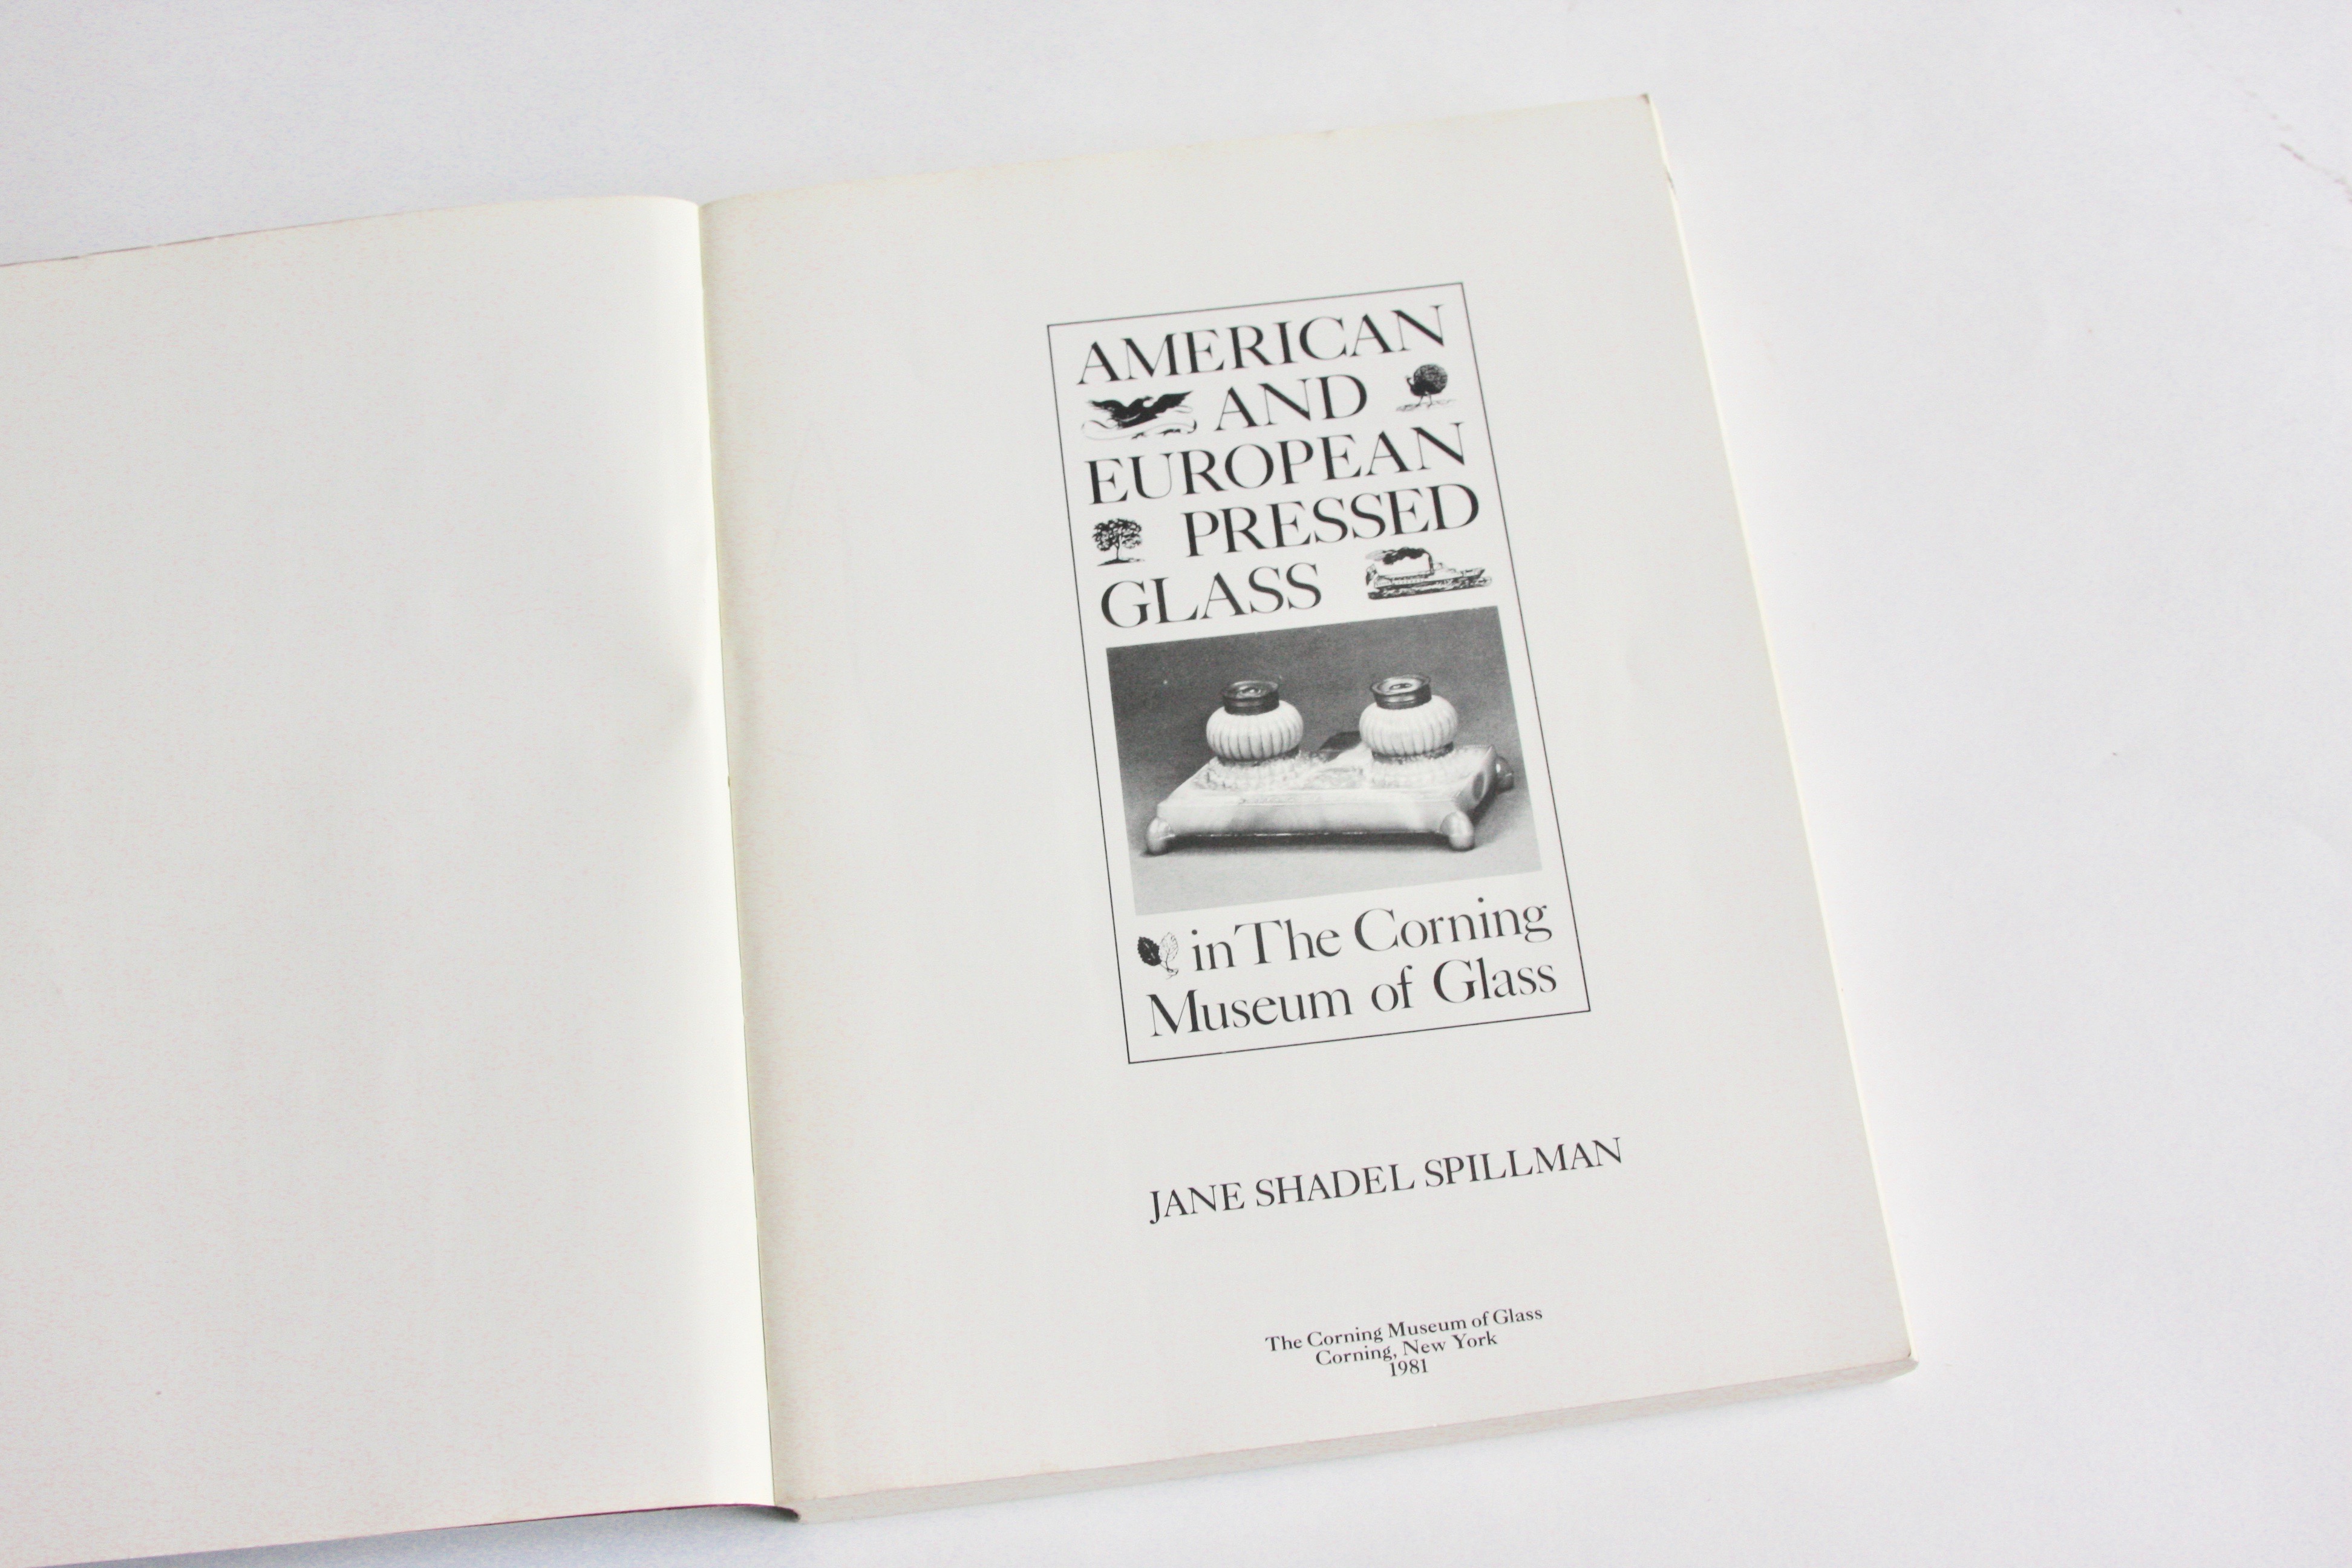 AMERICAN
AND
EUROPEAN
PRESSED
GLASS
in The Corning
Museum of Glass
JANE SHADEL SPILLMAN
The Corning Museum of Glass
Corning, New York
1981